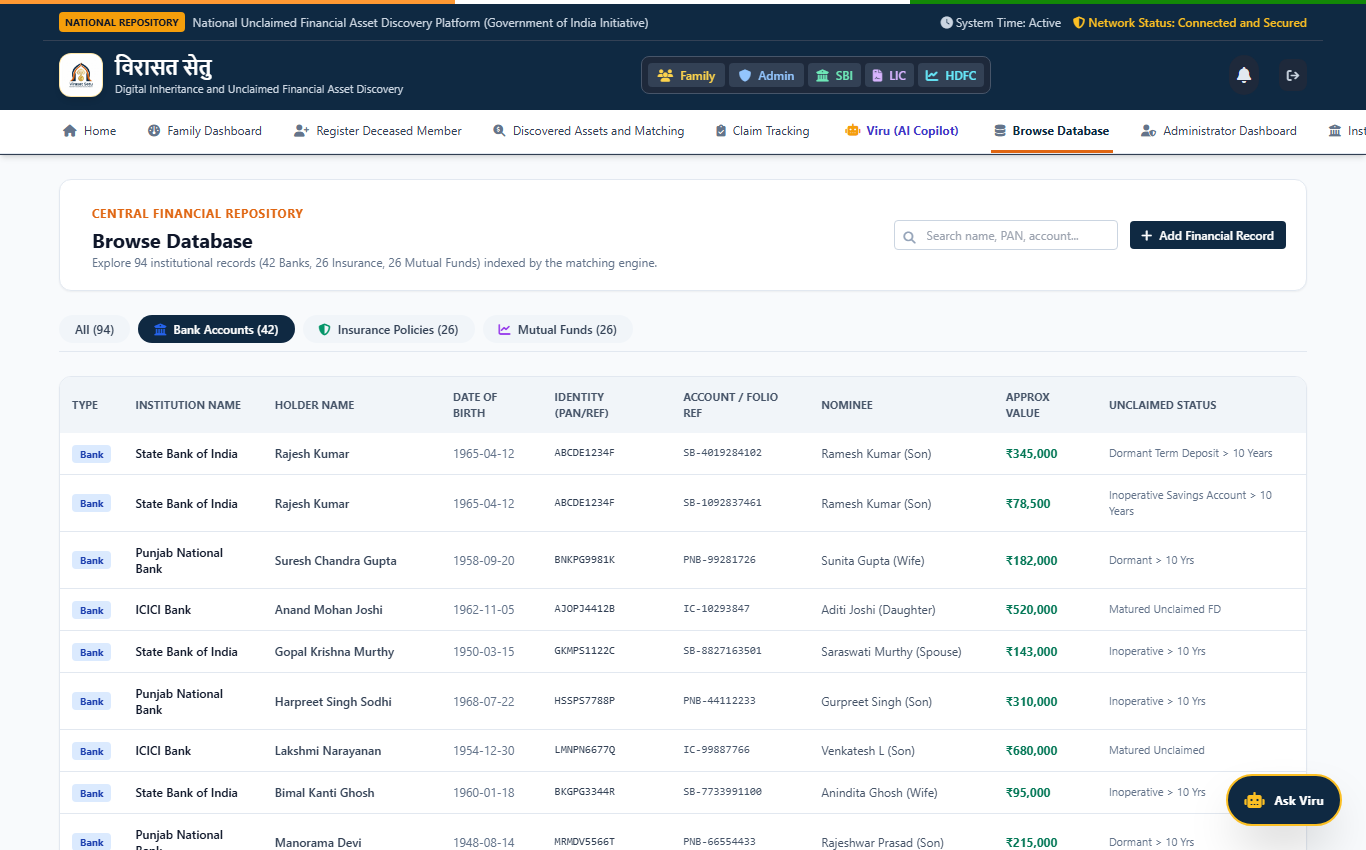 NATIONAL REPOSITORY National Unclaimed Financial Asset Discovery Platform (Government of India Initiative) System Time: Active Network Status: Connected and Secured
विरासत सेतु
Digital Inheritance and Unclaimed Financial Asset Discovery
Family Admin SBI LIC HDFC
Home Family Dashboard Register Deceased Member Discovered Assets and Matching Claim Tracking Viru (AI Copilot) Browse Database Administrator Dashboard Inst
CENTRAL FINANCIAL REPOSITORY
Browse Database
Explore 94 institutional records (42 Banks, 26 Insurance, 26 Mutual Funds) indexed by the matching engine.
Search name, PAN, account...
+ Add Financial Record
All (94) Bank Accounts (42) Insurance Policies (26) Mutual Funds (26)
TYPE INSTITUTION NAME HOLDER NAME DATE OF BIRTH IDENTITY (PAN/REF) ACCOUNT / FOLIO REF NOMINEE APPROX VALUE UNCLAIMED STATUS
Bank State Bank of India Rajesh Kumar 1965-04-12 ABCDE1234F SB-4019284102 Ramesh Kumar (Son) ₹345,000 Dormant Term Deposit > 10 Years
Bank State Bank of India Rajesh Kumar 1965-04-12 ABCDE1234F SB-1092837461 Ramesh Kumar (Son) ₹78,500 Inoperative Savings Account > 10 Years
Bank Punjab National Bank Suresh Chandra Gupta 1958-09-20 BNKPG9981K PNB-99281726 Sunita Gupta (Wife) ₹182,000 Dormant > 10 Yrs
Bank ICICI Bank Anand Mohan Joshi 1962-11-05 AJOPJ4412B IC-10293847 Aditi Joshi (Daughter) ₹520,000 Matured Unclaimed FD
Bank State Bank of India Gopal Krishna Murthy 1950-03-15 GKMPS1122C SB-8827163501 Saraswati Murthy (Spouse) ₹143,000 Inoperative > 10 Yrs
Bank Punjab National Bank Harpreet Singh Sodhi 1968-07-22 HSSPS7788P PNB-44112233 Gurpreet Singh (Son) ₹310,000 Inoperative > 10 Yrs
Bank ICICI Bank Lakshmi Narayanan 1954-12-30 LMNPN6677Q IC-99887766 Venkatesh L (Son) ₹680,000 Matured Unclaimed
Bank State Bank of India Bimal Kanti Ghosh 1960-01-18 BKGPG3344R SB-7733991100 Anindita Ghosh (Wife) ₹95,000 Inoperative > 10 Yrs
Bank Punjab National Manorama Devi 1948-08-14 MRMDV5566T PNB-66554433 Rajeshwar Prasad (Son) ₹215,000 Dormant > 10 Yrs
Ask Viru